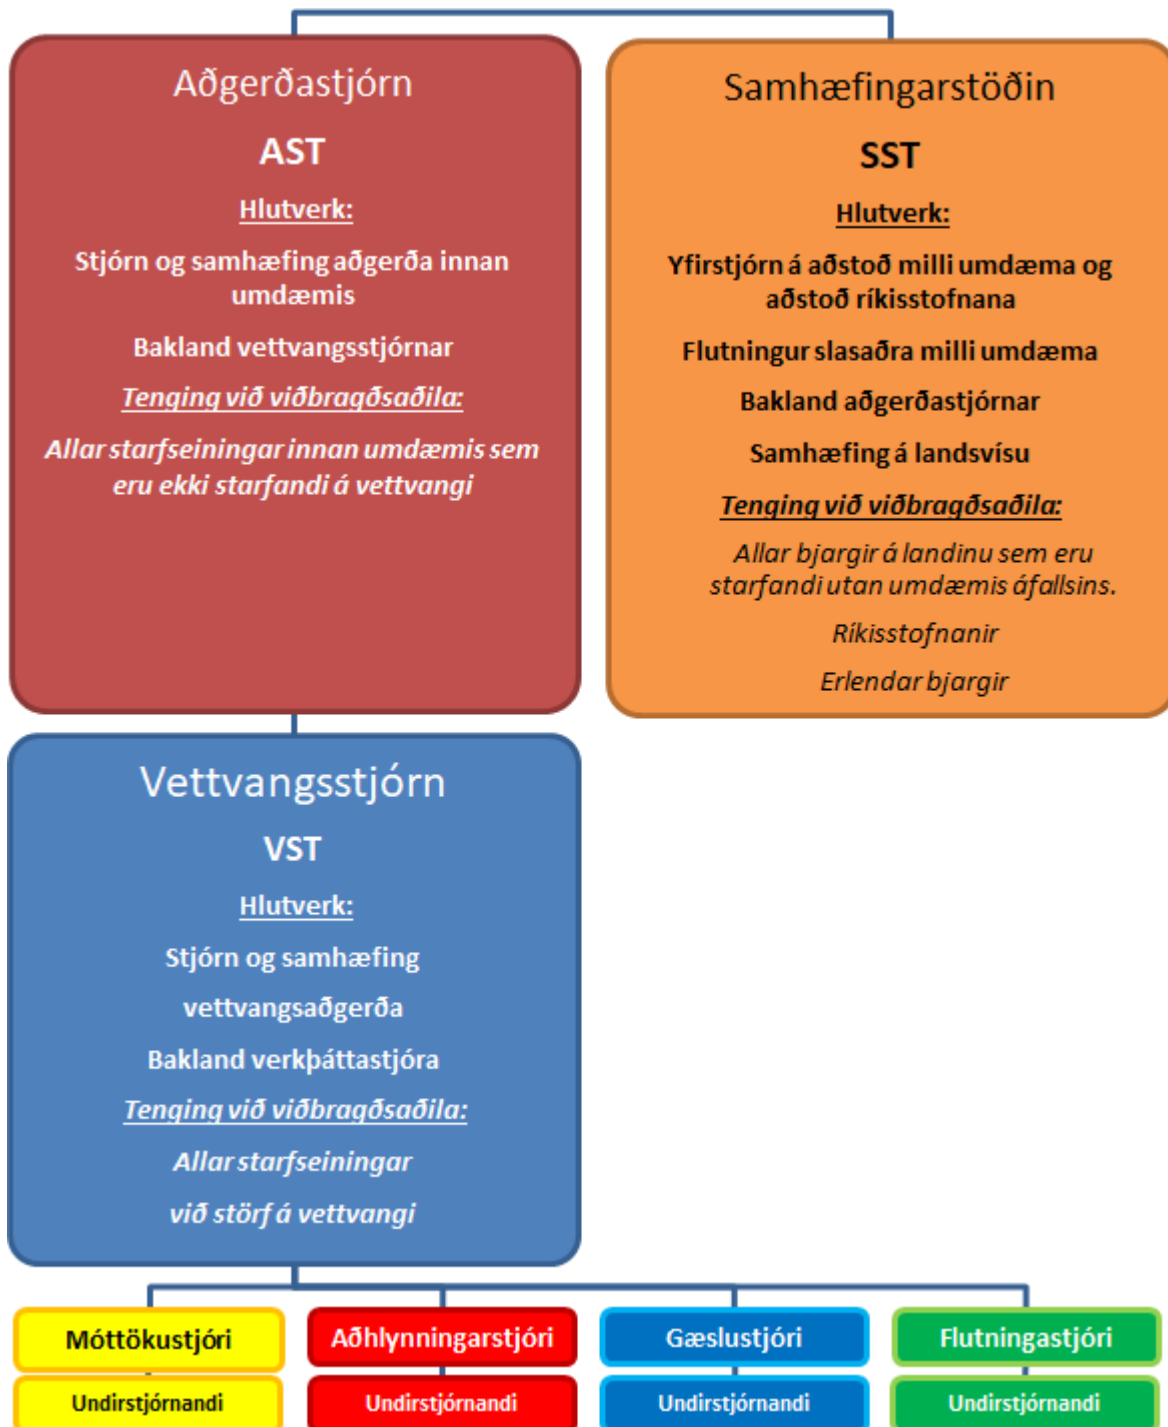 Aðgerðastjórn
AST
Hlutverk:
Stjórn og samhæfing aðgerða innan
umdæmis
Bakland vettvangsstjórnar
Tenging við viðbragðsaðila:
Allar starfseiningar innan umdæmis sem
eru ekki starfandi á vettvangi
Samhæfingarstöðin
SST
Hlutverk:
Yfirstjórn á aðstoð milli umdæma og
aðstoð ríkisstofnana
Flutningur slasaðra milli umdæma
Bakland aðgerðastjórnar
Samhæfing á landsvísu
Tenging við viðbragðsaðila:
Allar bjargir á landinu sem eru
starfandi utan umdæmis áfallsins.
Ríkisstofnanir
Erlendar bjargir
Vettvangsstjórn
VST
Hlutverk:
Stjórn og samhæfing
vettvangsaðgerða
Bakland verkþáttastjóra
Tenging við viðbragðsaðila:
Allar starfseiningar
við störf á vettvangi
Móttökustjóri
Undirstjórnandi
Aðhlynningarstjóri
Undirstjórnandi
Gæslustjóri
Undirstjórnandi
Flutningastjóri
Undirstjórnandi